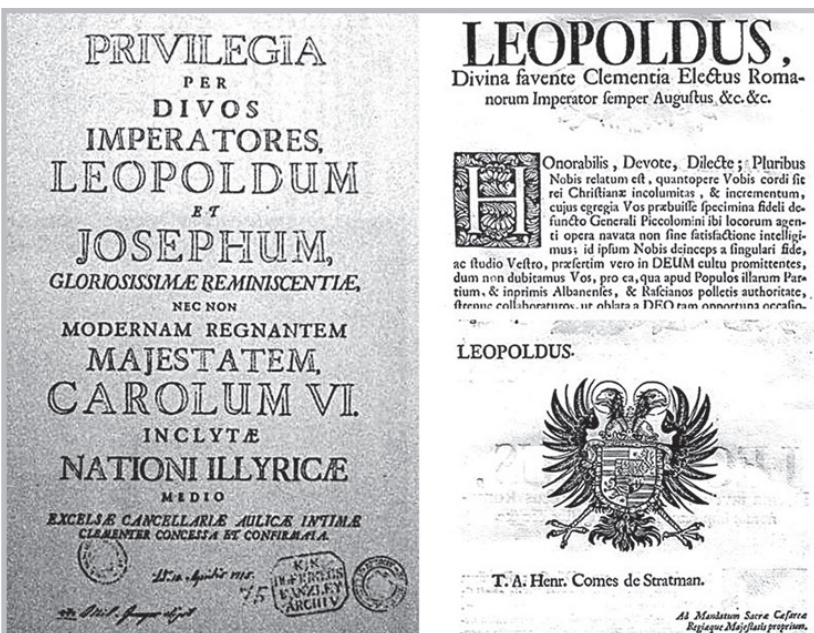 PRIVILEGIA
PER
DIVOS
IMPERATORES,
LEOPOLDUM
ET
JOSEPHUM,
GLORIOSISSIMÆ REMINISCENTIÆ,
NEC NON
MODERNAM REGNANTEM
MAJESTATEM,
CAROLUM VI.
INCLYTÆ
NATIONI ILLYRICÆ
MEDIO
EXCELSÆ CANCELLARIÆ AULICÆ INTIMÆ
CLEMENTER CONCESSA ET CONFIRMATA.
ARCHIV
LEOPOLDUS,
Divina favente Clementia Electus Roma-
norum Imperator ſemper Auguſtus &c. &c.
HOnorabilis, Devote, Dilecte; Pluribus
Nobis relatum eſt, quantopere Vobis cordi ſit
rei Chriſtianæ incolumitas, & incrementum,
cujus egregia Vos præbuiſſe ſpecimina fideli de-
functo Generali Piccolomini ibi locorum agen-
ti opera navata non ſine ſatisfactione intelligi-
mus; id ipſum Nobis deinceps a ſingulari fide,
ac ſtudio Veſtro, præſertim vero in DEUM cultu promittentes,
dum non dubitamus Vos, pro ea, qua apud Populos illarum Par-
tium, & inprimis Albanenſes, & Raſcianos polletis authoritate,
ſtrenue collaboraturos, ut oblata a DEO tam opportuna occaſio-
LEOPOLDUS.
T. A. Henr. Comes de Stratman.
Ad Mandatum Sacræ Cæſareæ
Regiæque Majeſtatis proprium.